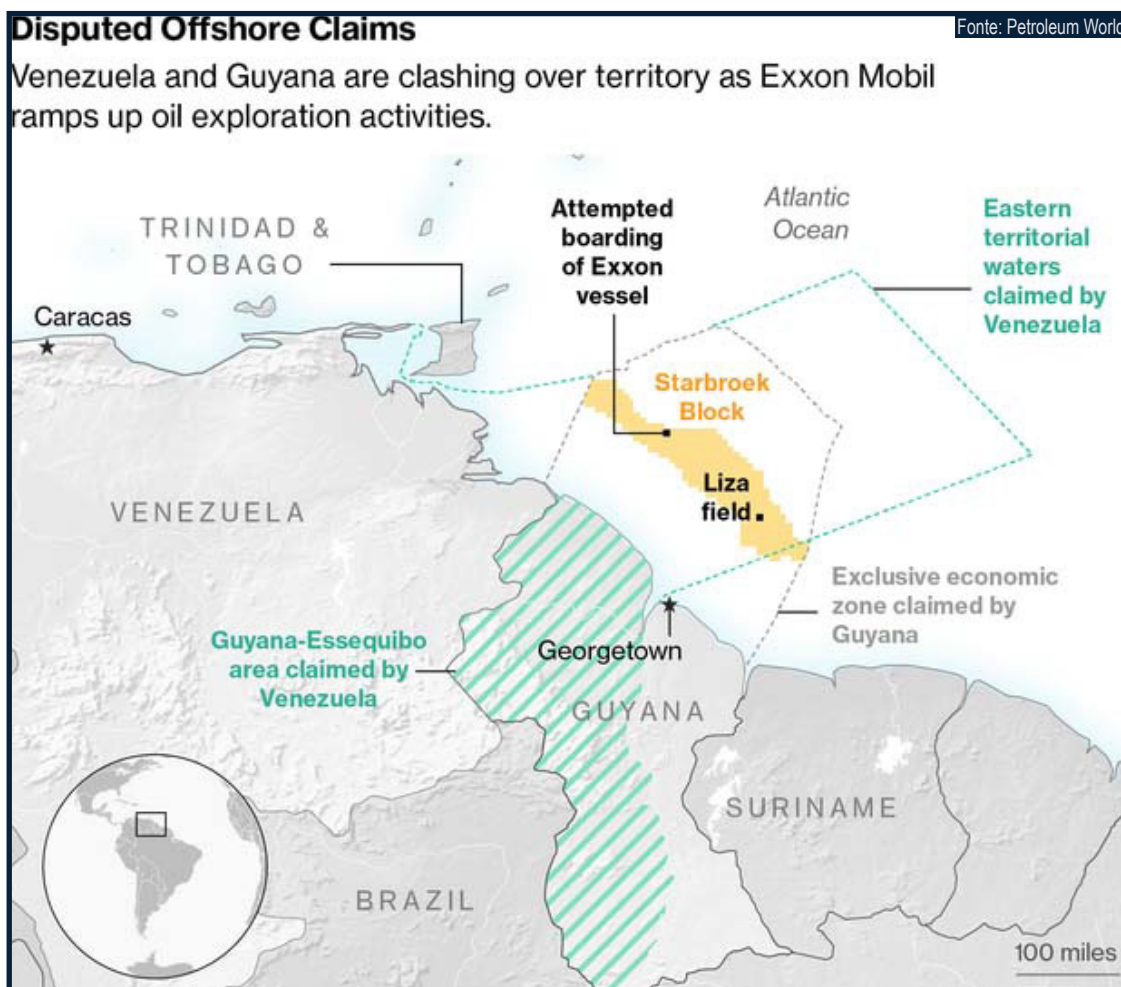 Disputed Offshore Claims
Fonte: Petroleum World
Venezuela and Guyana are clashing over territory as Exxon Mobil
ramps up oil exploration activities.
TRINIDAD &
TOBAGO
Attempted
boarding
of Exxon
vessel
Atlantic
Ocean
Eastern
territorial
waters
claimed by
Venezuela
Caracas
Starbroek
Block
Liza
field
VENEZUELA
Exclusive economic
zone claimed by
Guyana
Guyana-Essequibo
area claimed by
Venezuela
Georgetown
GUYANA
SURINAME
BRAZIL
100 miles